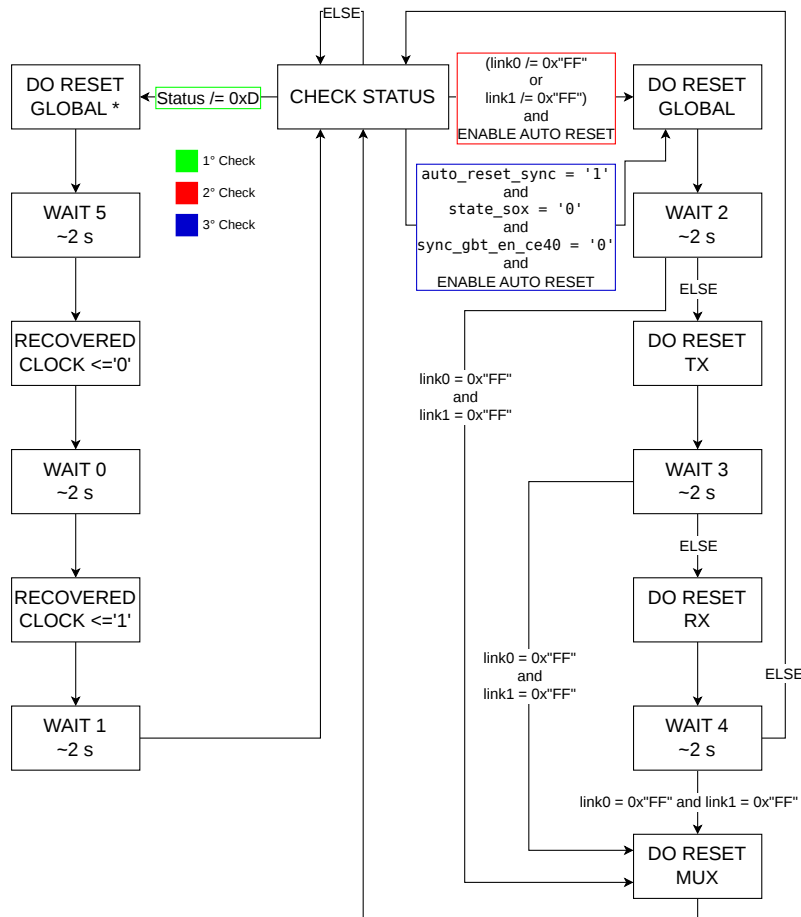 ELSE
DO RESET
GLOBAL *
Status /= 0xD
CHECK STATUS
(link0 /= 0x"FF"
or
link1 /= 0x"FF")
and
ENABLE AUTO RESET
DO RESET
GLOBAL
1° Check
2° Check
3° Check
auto_reset_sync = '1'
and
state_sox = '0'
and
sync_gbt_en_ce40 = '0'
and
ENABLE AUTO RESET
WAIT 5
~2 s
WAIT 2
~2 s
ELSE
RECOVERED
CLOCK <='0'
DO RESET
TX
link0 = 0x"FF"
and
link1 = 0x"FF"
WAIT 0
~2 s
WAIT 3
~2 s
ELSE
RECOVERED
CLOCK <='1'
DO RESET
RX
link0 = 0x"FF"
and
link1 = 0x"FF"
ELSE
WAIT 1
~2 s
WAIT 4
~2 s
link0 = 0x"FF" and link1 = 0x"FF"
DO RESET
MUX